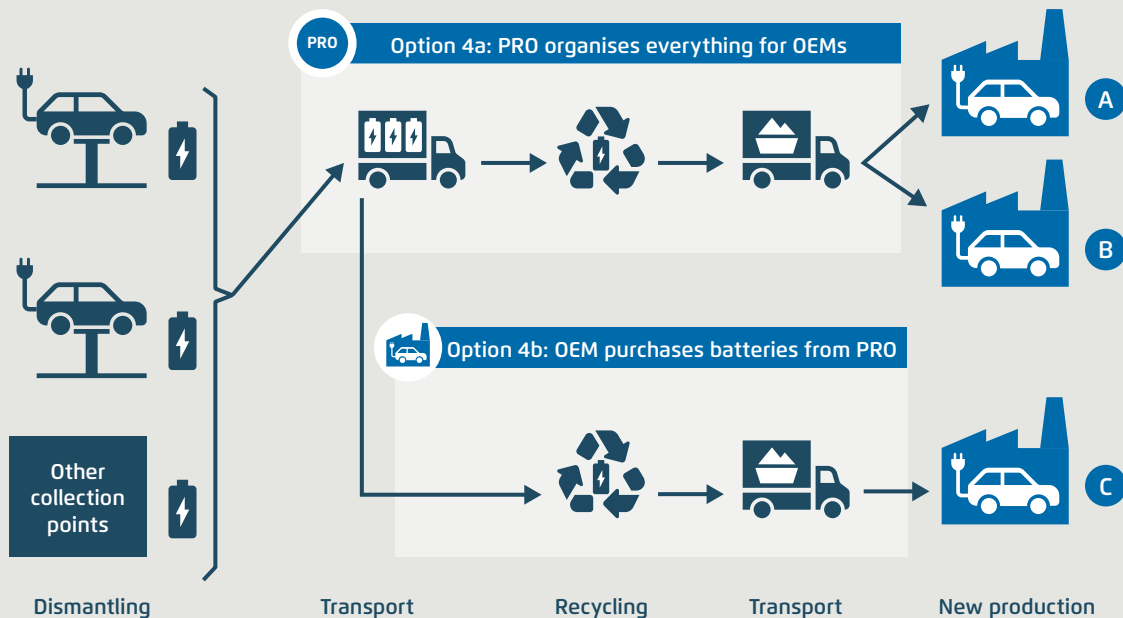 PRO
Option 4a: PRO organises everything for OEMs
A
B
Option 4b: OEM purchases batteries from PRO
Other
collection
points
C
Dismantling
Transport
Recycling
Transport
New production